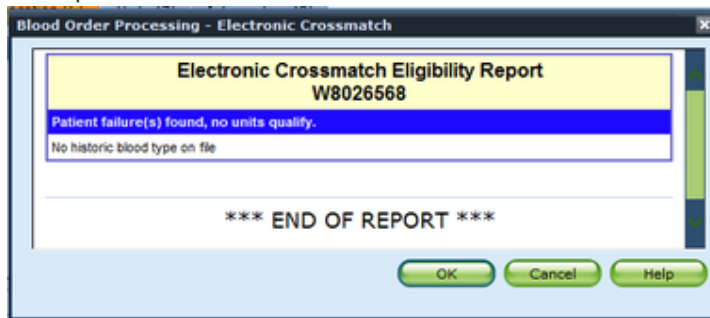 Blood Order Processing - Electronic Crossmatch
Electronic Crossmatch Eligibility Report
W8026568
Patient failure(s) found, no units qualify.
No historic blood type on file
*** END OF REPORT ***
OK Cancel Help